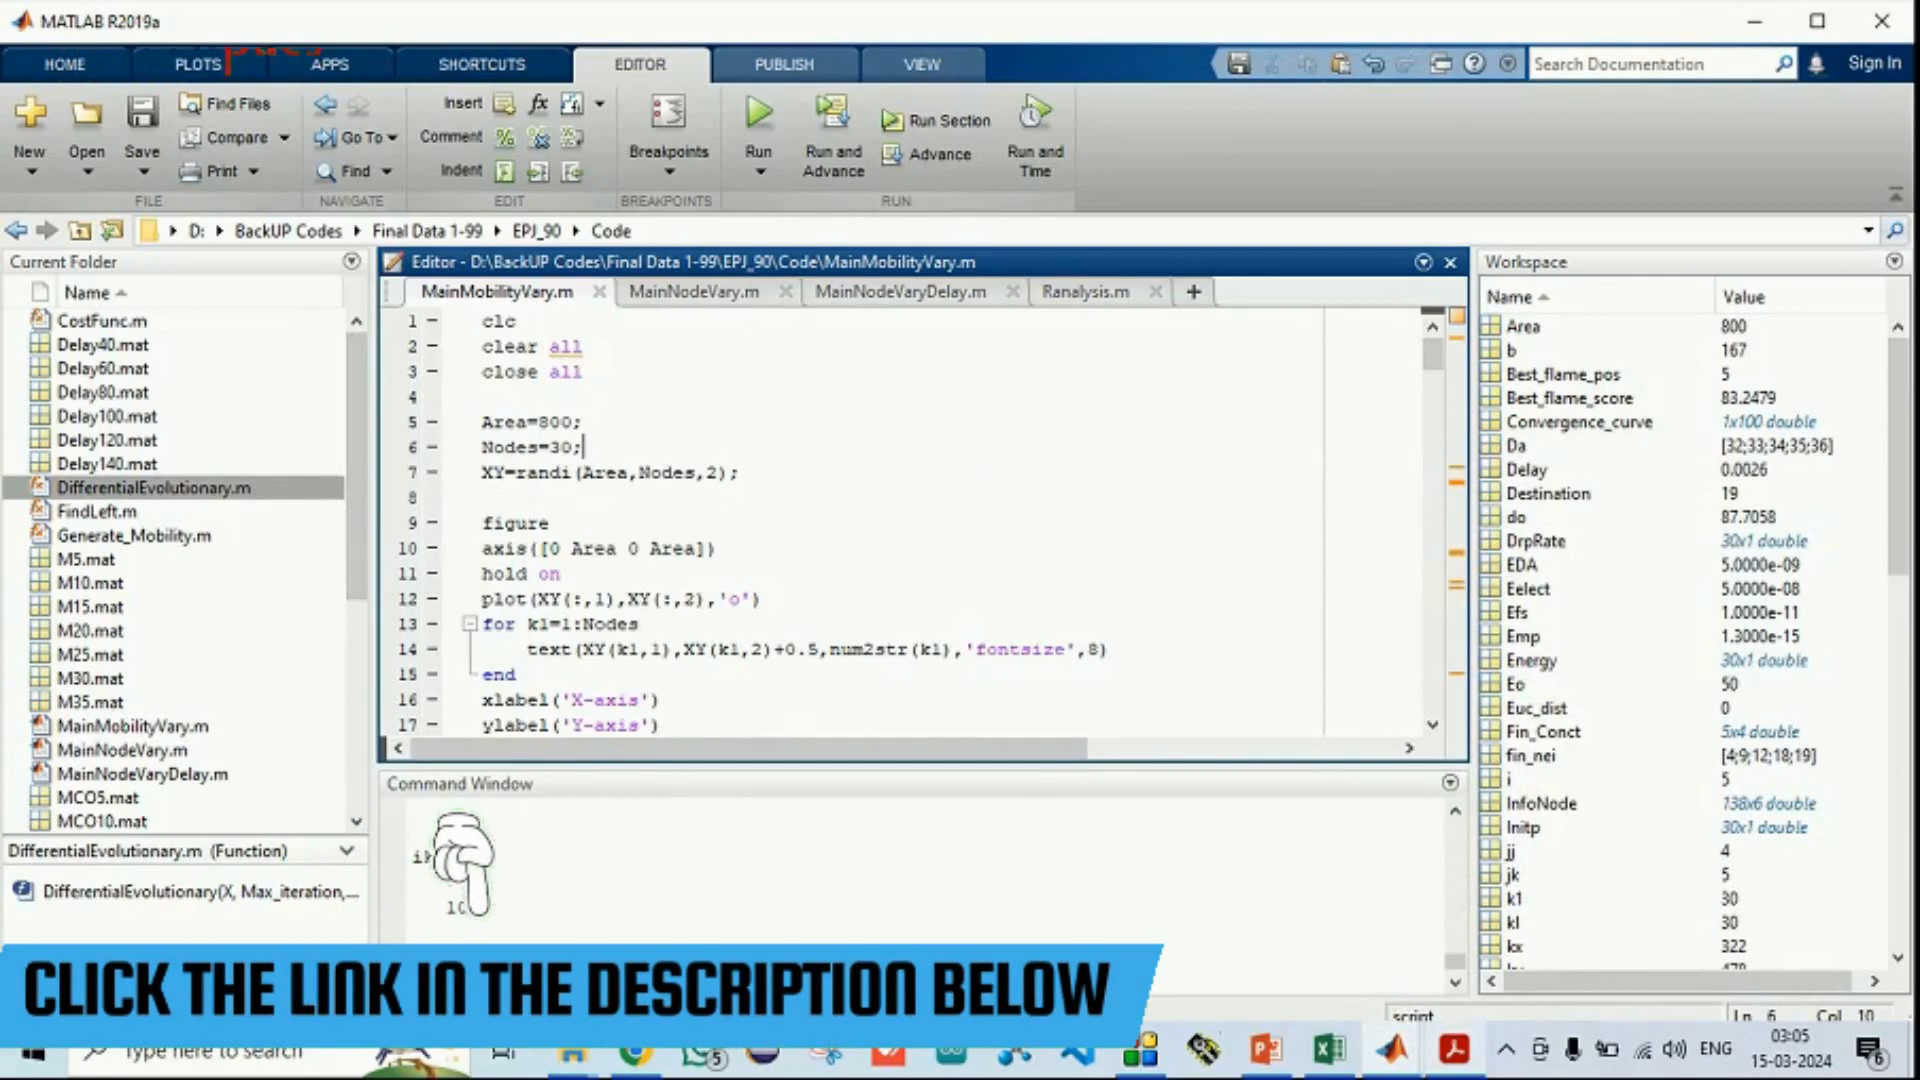 MATLAB R2019a
HOME PLOTS APPS SHORTCUTS EDITOR PUBLISH VIEW
Search Documentation
Sign In
New
Open
Save
Find Files
Compare
Print
FILE
Go To
Find
NAVIGATE
Insert fx
Comment
Indent
EDIT
Breakpoints
BREAKPOINTS
Run
Run and
Advance
Run Section
Advance
Run and
Time
RUN
D: BackUP Codes Final Data 1-99 EPJ_90 Code
Current Folder
Name
CostFunc.m
Delay40.mat
Delay60.mat
Delay80.mat
Delay100.mat
Delay120.mat
Delay140.mat
DifferentialEvolutionary.m
FindLeft.m
Generate_Mobility.m
M5.mat
M10.mat
M15.mat
M20.mat
M25.mat
M30.mat
M35.mat
MainMobilityVary.m
MainNodeVary.m
MainNodeVaryDelay.m
MCO5.mat
MCO10.mat
DifferentialEvolutionary.m (Function)
DifferentialEvolutionary(X, Max_iteration,...
Editor - D:\BackUP Codes\Final Data 1-99\EPJ_90\Code\MainMobilityVary.m
MainMobilityVary.m MainNodeVary.m MainNodeVaryDelay.m Ranalysis.m +
1 - clc
2 - clear all
3 - close all
4
5 - Area=800;
6 - Nodes=30;
7 - XY=randi(Area,Nodes,2);
8
9 - figure
10 - axis([0 Area 0 Area])
11 - hold on
12 - plot(XY(:,1),XY(:,2),'o')
13 - for k1=1:Nodes
14 - text(XY(k1,1),XY(k1,2)+0.5,num2str(k1),'fontsize',8)
15 - end
16 - xlabel('X-axis')
17 - ylabel('Y-axis')
Command Window
Workspace
Name Value
Area 800
b 167
Best_flame_pos 5
Best_flame_score 83.2479
Convergence_curve 1x100 double
Da [32;33;34;35;36]
Delay 0.0026
Destination 19
do 87.7058
DrpRate 30x1 double
EDA 5.0000e-09
Eelect 5.0000e-08
Efs 1.0000e-11
Emp 1.3000e-15
Energy 30x1 double
Eo 50
Euc_dist 0
Fin_Conct 5x4 double
fin_nei [4;9;12;18;19]
i 5
InfoNode 138x6 double
Initp 30x1 double
jj 4
jk 5
k1 30
kl 30
kx 322
CLICK THE LINK IN THE DESCRIPTION BELOW
script
Ln 6 Col 10
Type here to search
5
ENG
03:05
15-03-2024
6